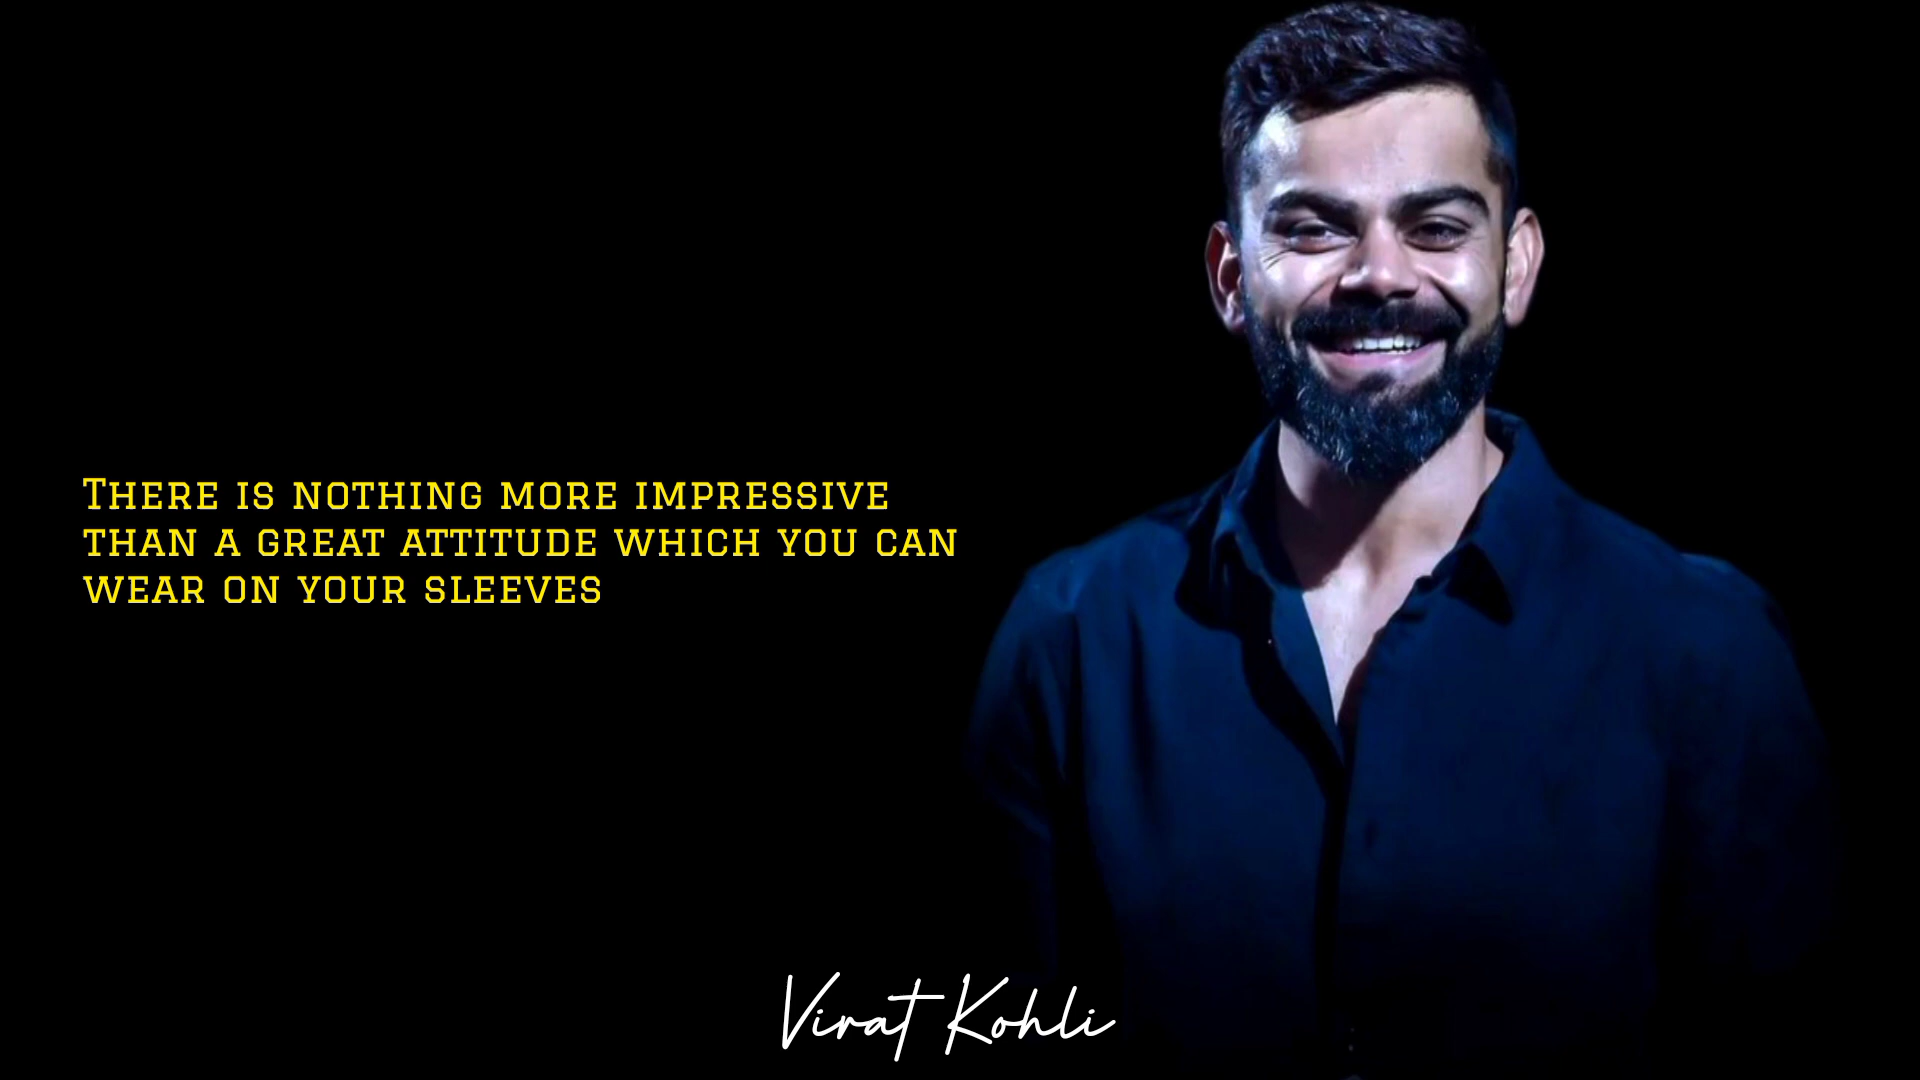 There is nothing more impressive
than a great attitude which you can
wear on your sleeves
Virat Kohli